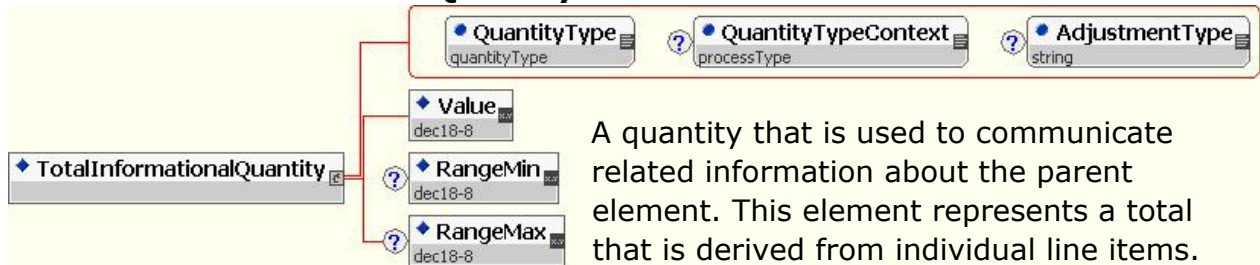 QuantityType
quantityType
? QuantityTypeContext
processType
? AdjustmentType
string
Value
dec18-8
TotalInformationalQuantity
? RangeMin
dec18-8
? RangeMax
dec18-8
A quantity that is used to communicate
related information about the parent
element. This element represents a total
that is derived from individual line items.